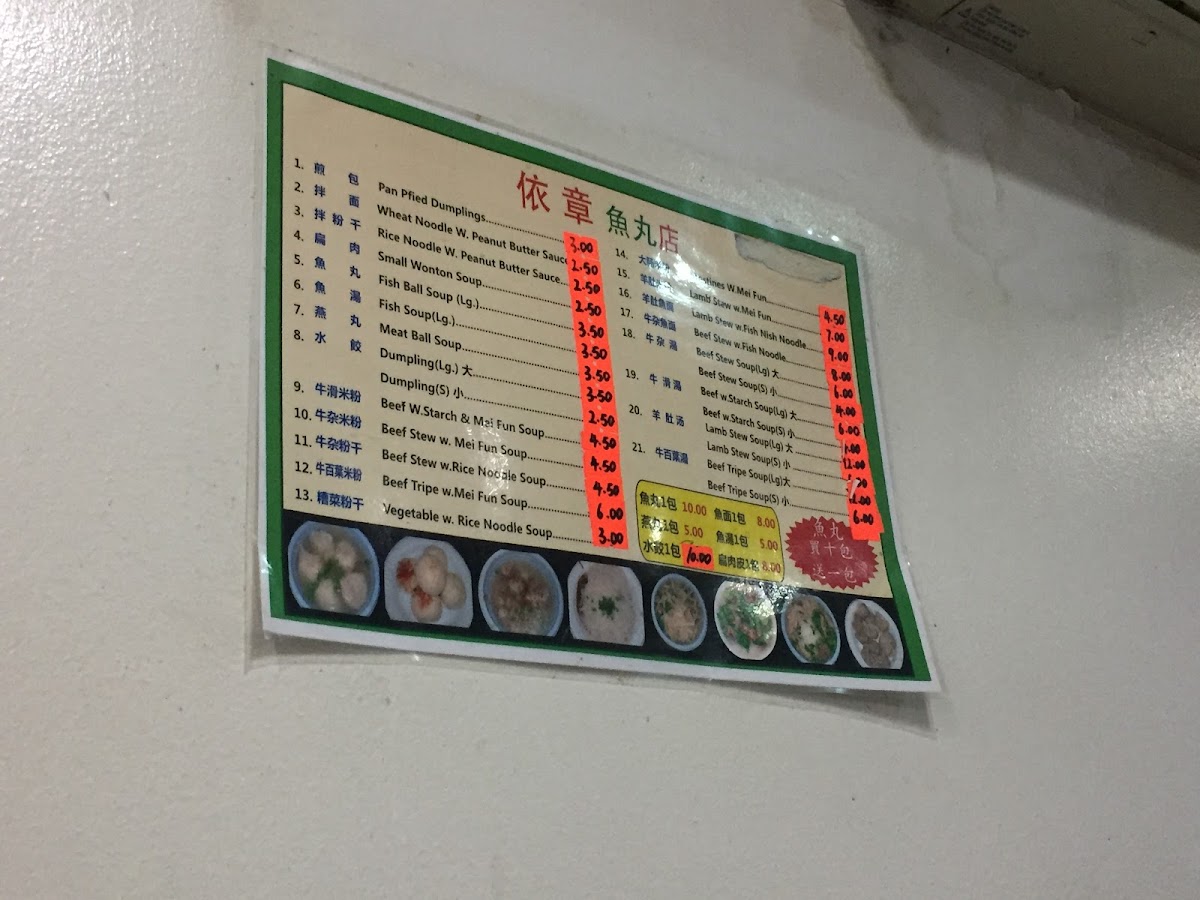 依章 魚丸店
1. 煎包 Pan Pfied Dumplings 3.00
2. 拌面 Wheat Noodle W. Peanut Butter Sauce 2.50
3. 拌粉干 Rice Noodle W. Peanut Butter Sauce 2.50
4. 扁肉 Small Wonton Soup 2.50
5. 魚丸 Fish Ball Soup (Lg.) 3.50
6. 魚湯 Fish Soup(Lg.) 3.50
7. 燕丸 Meat Ball Soup 3.50
8. 水餃 Dumpling(Lg.) 大 3.50
Dumpling(S) 小 2.50
9. 牛滑米粉 Beef W.Starch & Mei Fun Soup 4.50
10. 牛杂米粉 Beef Stew w. Mei Fun Soup 4.50
11. 牛杂粉干 Beef Stew w.Rice Noodle Soup 4.50
12. 牛百葉米粉 Beef Tripe w.Mei Fun Soup 6.00
13. 糟菜粉干 Vegetable w. Rice Noodle Soup 3.00
14. W.Mei Fun 4.50
15. Lamb Stew w.Mei Fun 7.00
16. 羊肚魚面 Lamb Stew w.Fish Nish Noodle 9.00
17. 牛杂魚面 Beef Stew w.Fish Noodle 8.00
18. 牛杂湯 Beef Stew Soup(Lg) 大 6.00
Beef Stew Soup(S) 小 4.00
19. 牛滑湯 Beef w.Starch Soup(Lg) 大 6.00
Beef w.Starch Soup(S) 小
20. 羊肚汤 Lamb Stew Soup(Lg) 大 12.00
Lamb Stew Soup(S) 小
21. 牛百葉湯 Beef Tripe Soup(Lg)大
Beef Tripe Soup(S) 小 6.00
魚丸1包 10.00 魚面1包 8.00
燕丸1包 5.00 魚湯1包 5.00
水餃1包 10.00 扁肉皮1包 8.00
魚丸
買十包
送一包